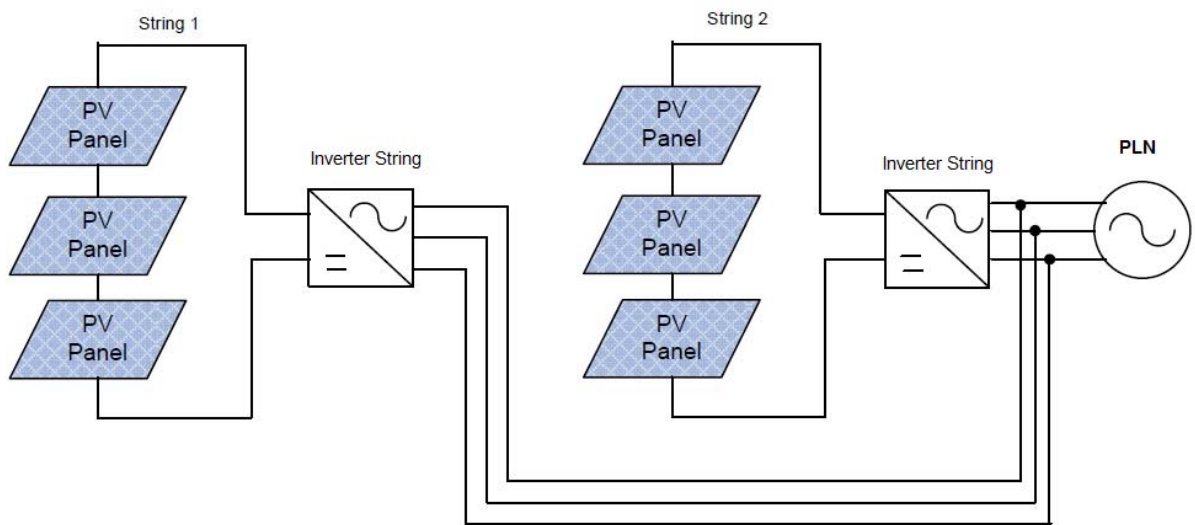 String 1
PV
Panel
PV
Panel
PV
Panel
Inverter String
String 2
PV
Panel
PV
Panel
PV
Panel
Inverter String
PLN